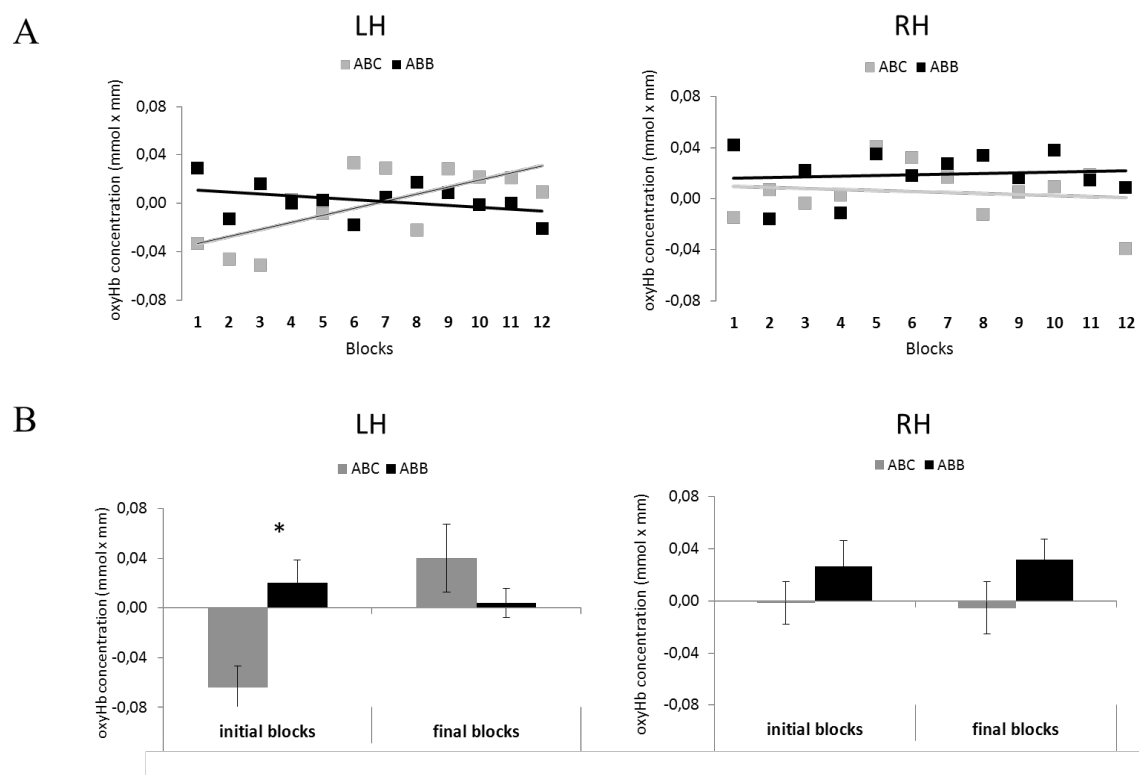 A
LH
RH
ABC ABB
ABC ABB
oxyHb concentration (mmol x mm)
0,08
0,04
0,00
-0,04
-0,08
1 2 3 4 5 6 7 8 9 10 11 12
Blocks
oxyHb concentration (mmol x mm)
0,08
0,04
0,00
-0,04
-0,08
1 2 3 4 5 6 7 8 9 10 11 12
Blocks
B
LH
RH
ABC ABB
ABC ABB
oxyHb concentration (mmol x mm)
0,08
0,04
0,00
-0,04
-0,08
*
initial blocks final blocks
oxyHb concentration (mmol x mm)
0,08
0,04
0,00
-0,04
-0,08
initial blocks final blocks